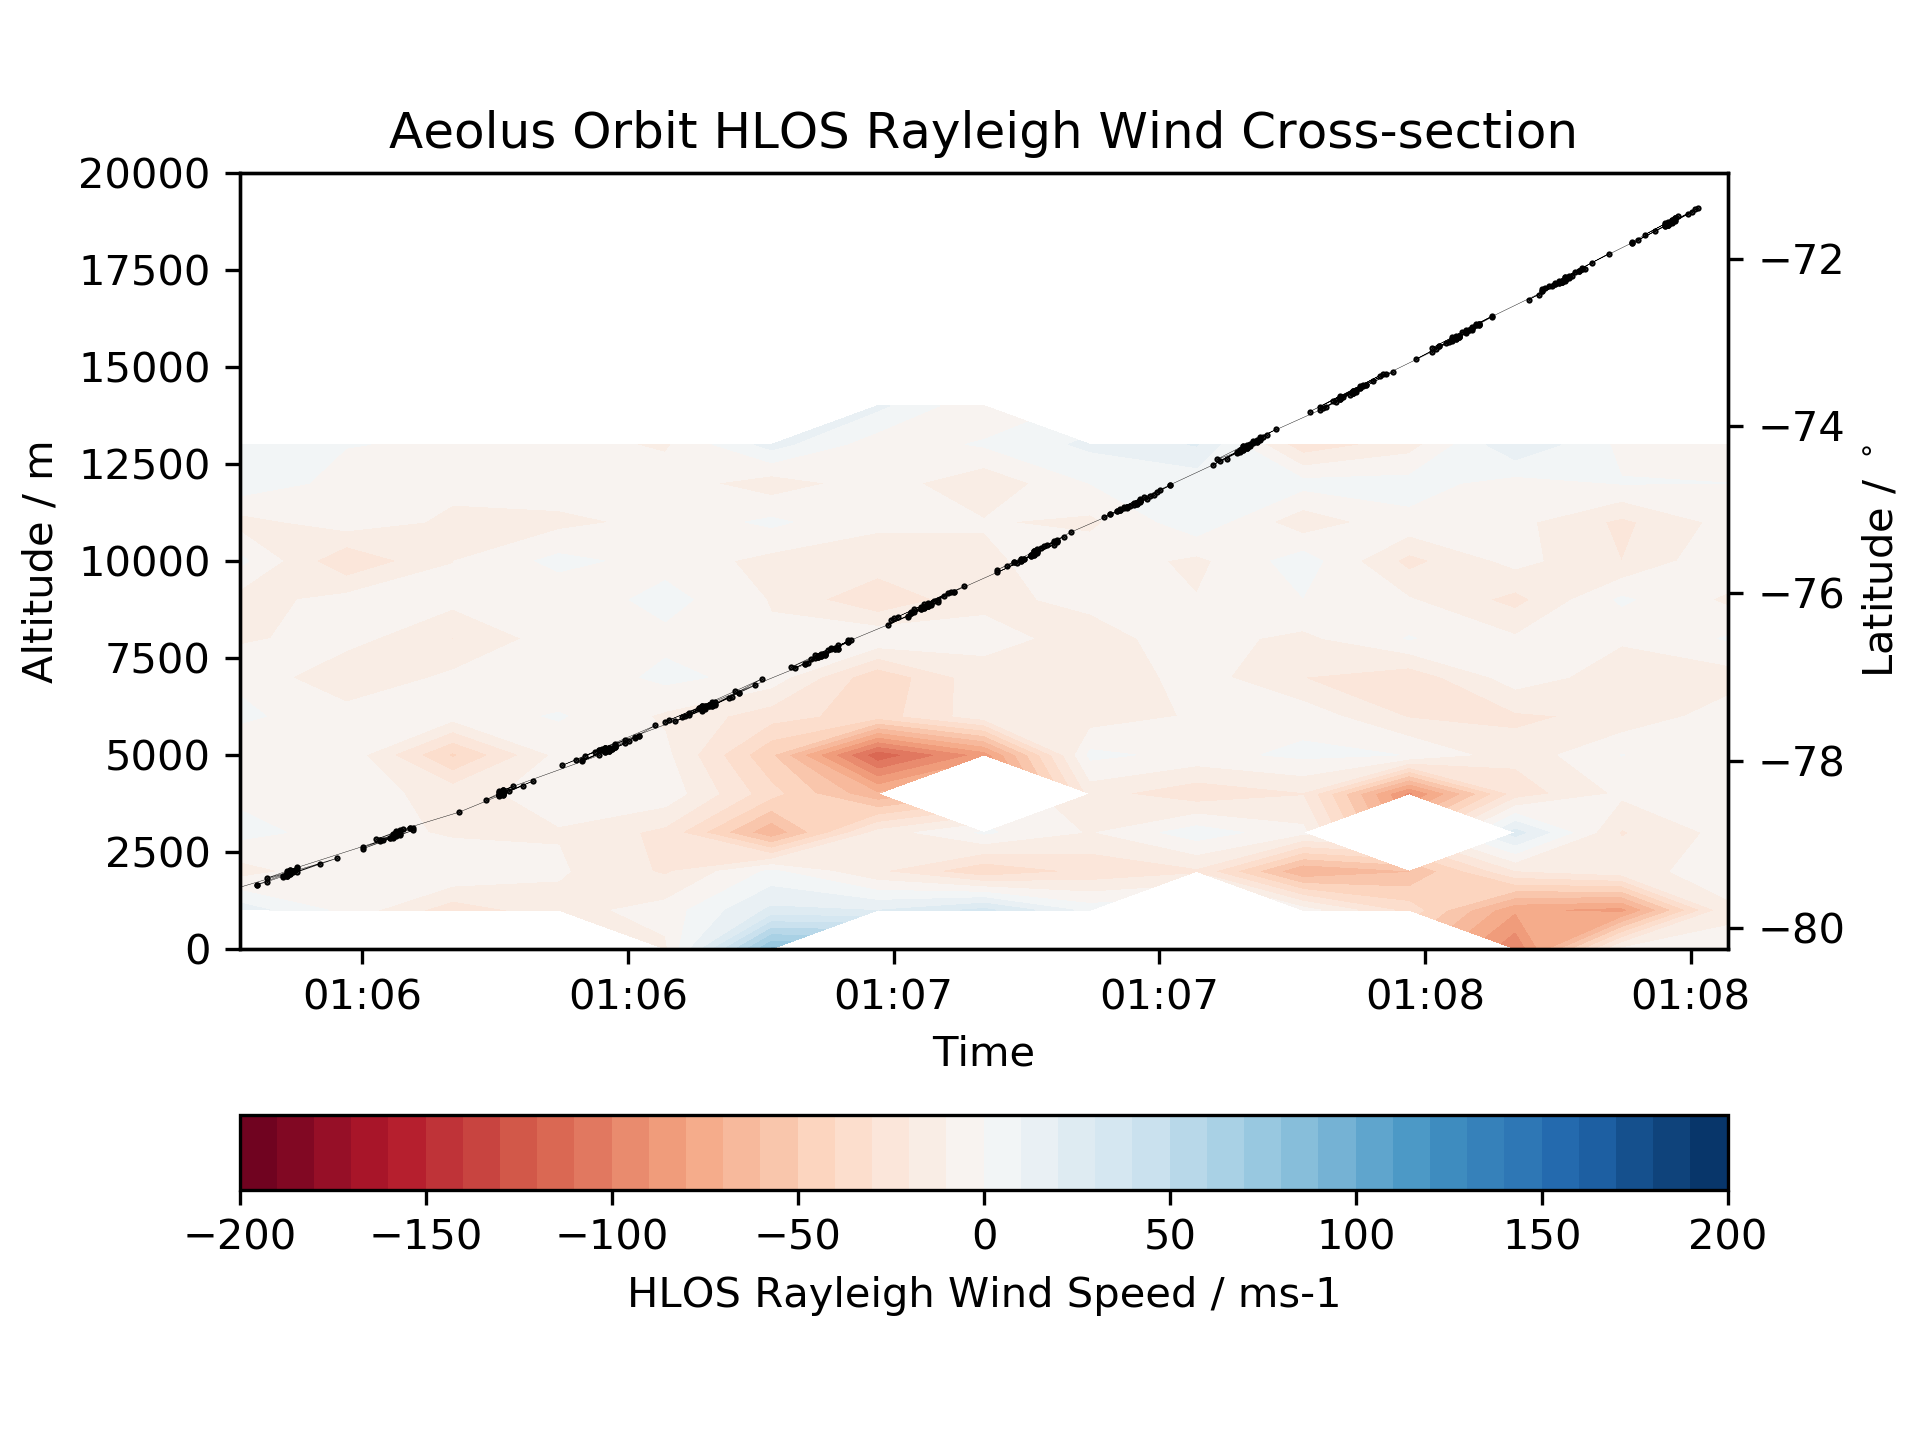 Aeolus Orbit HLOS Rayleigh Wind Cross-section
20000
17500
15000
12500
10000
7500
5000
2500
0
Altitude / m
−72
−74
−76
−78
−80
Latitude / °
01:06 01:06 01:07 01:07 01:08 01:08
Time
−200 −150 −100 −50 0 50 100 150 200
HLOS Rayleigh Wind Speed / ms-1